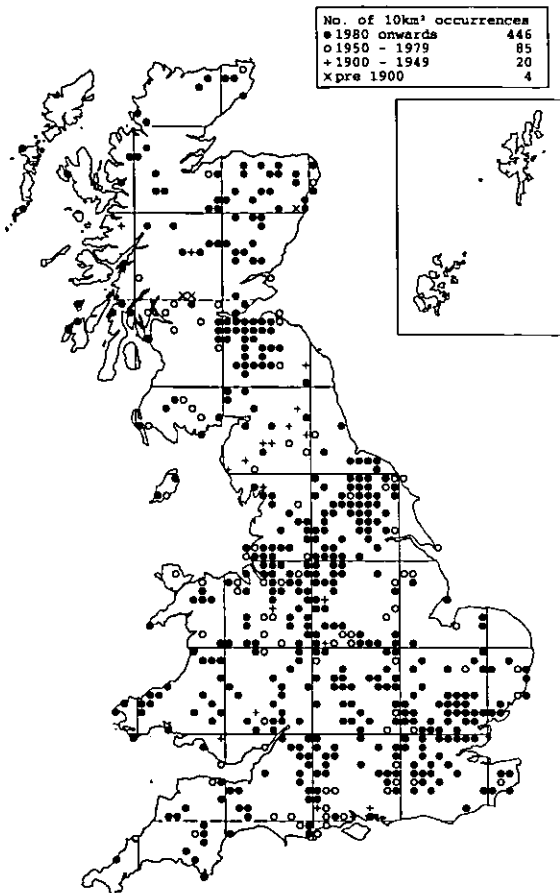 No. of 10km² occurrences
● 1980 onwards 446
○ 1950 - 1979 85
+ 1900 - 1949 20
× pre 1900 4